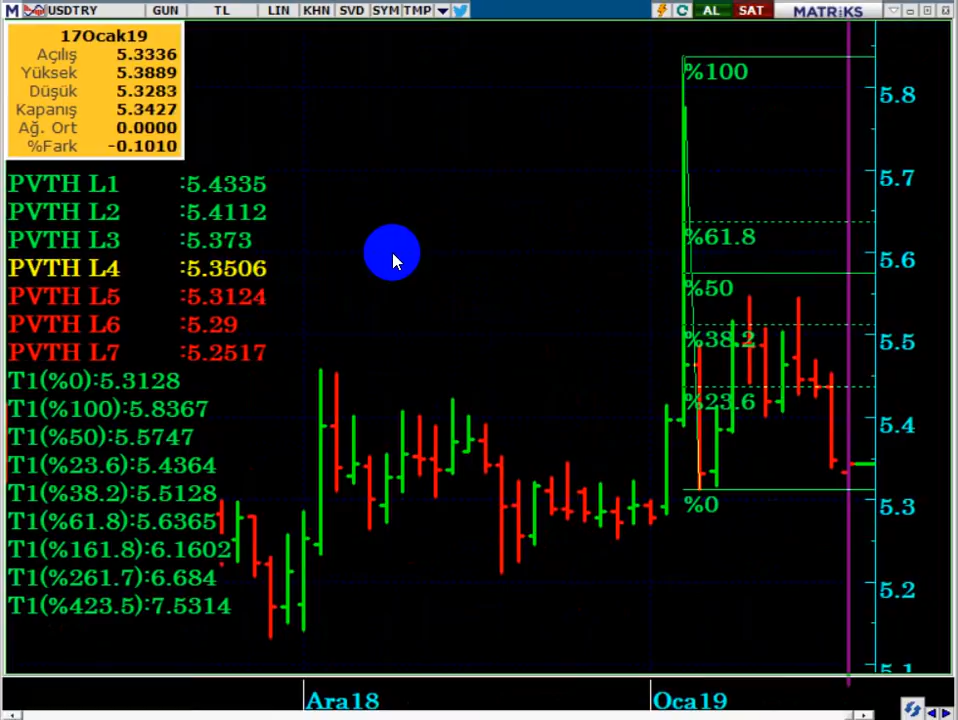 M USDTRY GUN TL LIN KHN SVD SYM TMP AL SAT MATRİKS
17Ocak19
Açılış 5.3336
Yüksek 5.3889
Düşük 5.3283
Kapanış 5.3427
Ağ. Ort 0.0000
%Fark -0.1010
PVTH L1 :5.4335
PVTH L2 :5.4112
PVTH L3 :5.373
PVTH L4 :5.3506
PVTH L5 :5.3124
PVTH L6 :5.29
PVTH L7 :5.2517
T1(%0):5.3128
T1(%100):5.8367
T1(%50):5.5747
T1(%23.6):5.4364
T1(%38.2):5.5128
T1(%61.8):5.6365
T1(%161.8):6.1602
T1(%261.7):6.684
T1(%423.5):7.5314
%100
%61.8
%50
%38.2
%23.6
%0
5.8
5.7
5.6
5.5
5.4
5.3
5.2
5.1
Ara18 Oca19